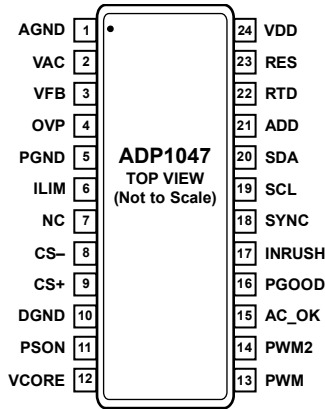 AGND 1
VAC 2
VFB 3
OVP 4
PGND 5
ILIM 6
NC 7
CS– 8
CS+ 9
DGND 10
PSON 11
VCORE 12
ADP1047
TOP VIEW
(Not to Scale)
24 VDD
23 RES
22 RTD
21 ADD
20 SDA
19 SCL
18 SYNC
17 INRUSH
16 PGOOD
15 AC_OK
14 PWM2
13 PWM